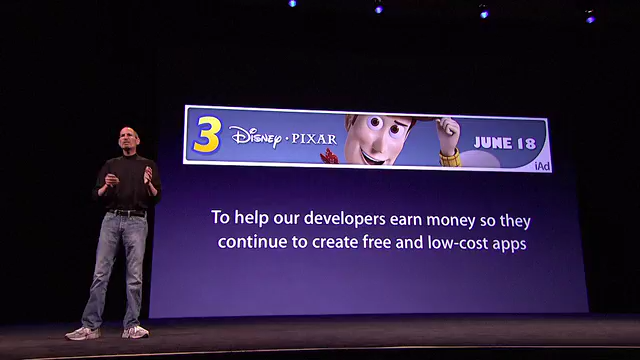 3 Disney · PIXAR JUNE 18
iAd
To help our developers earn money so they
continue to create free and low-cost apps